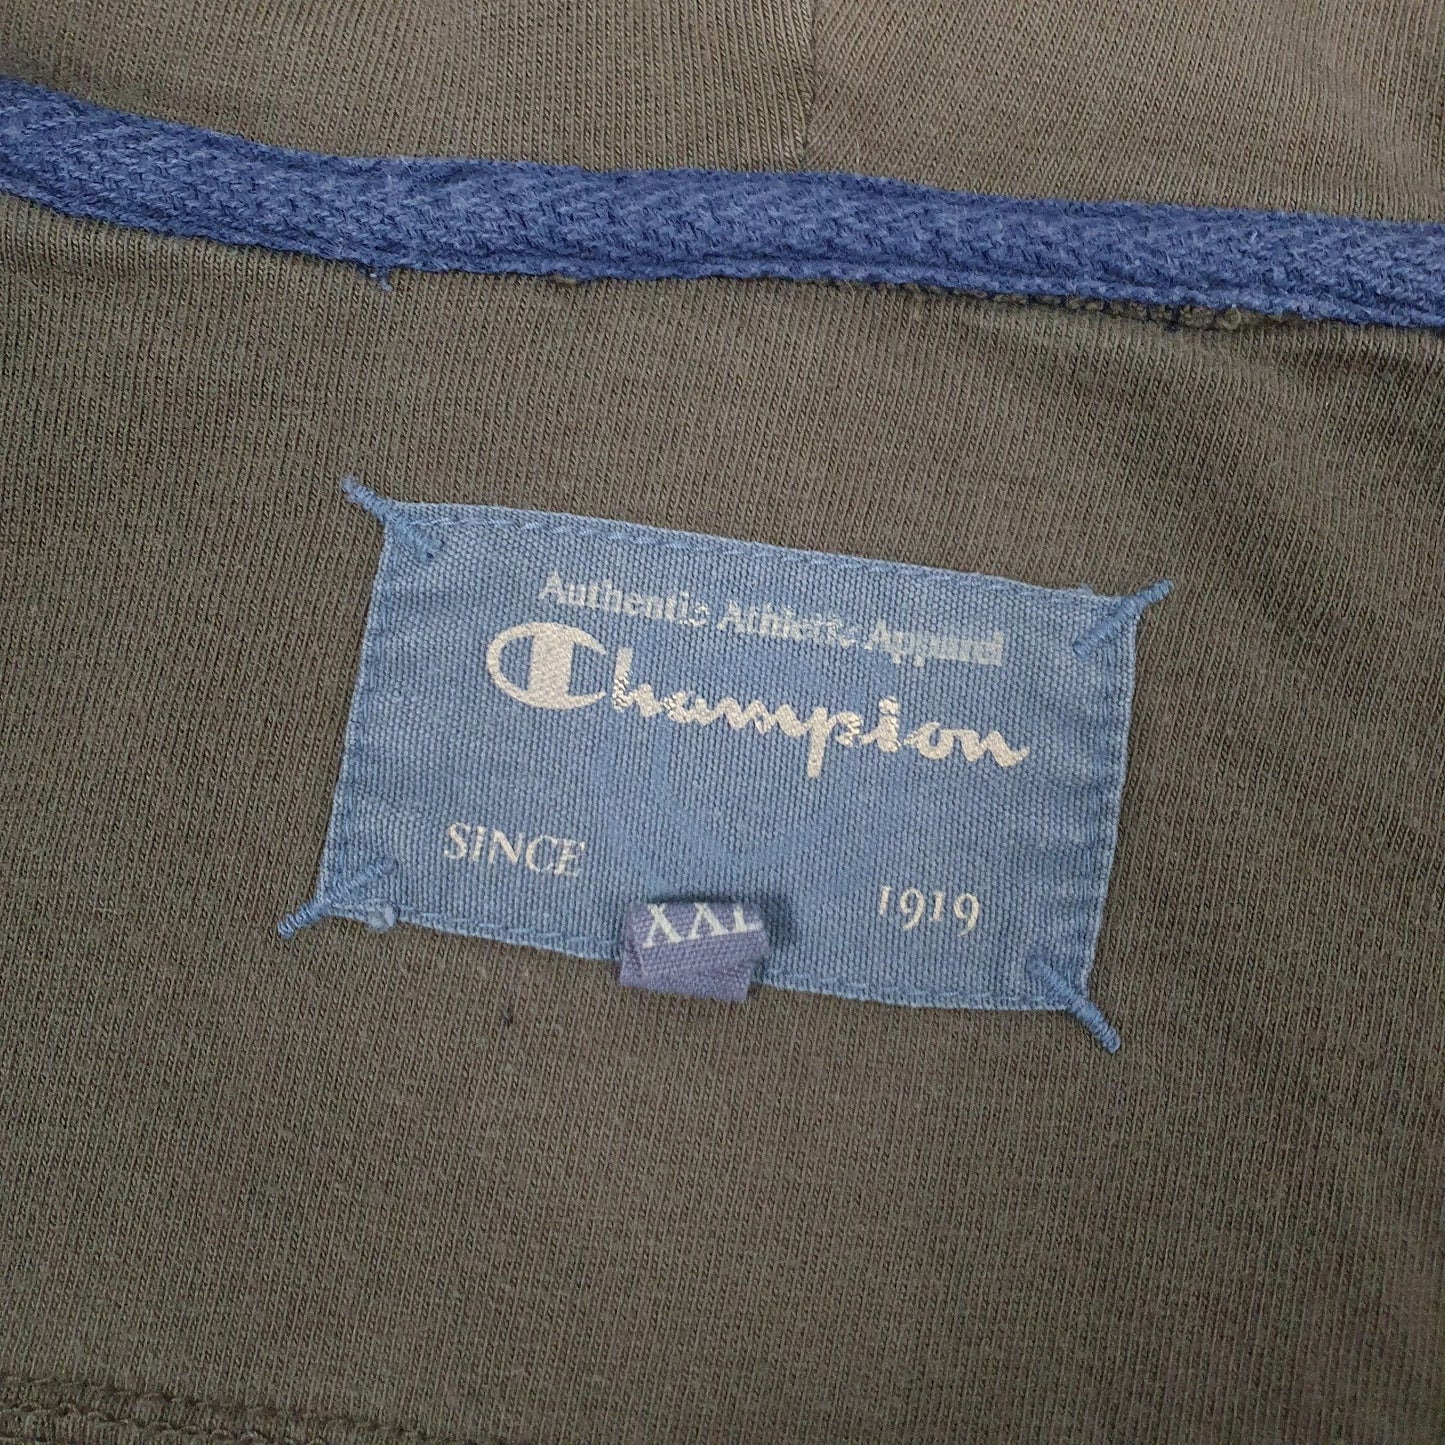 Authentic Athletic Apparel
Champion
SINCE
1919
XXL